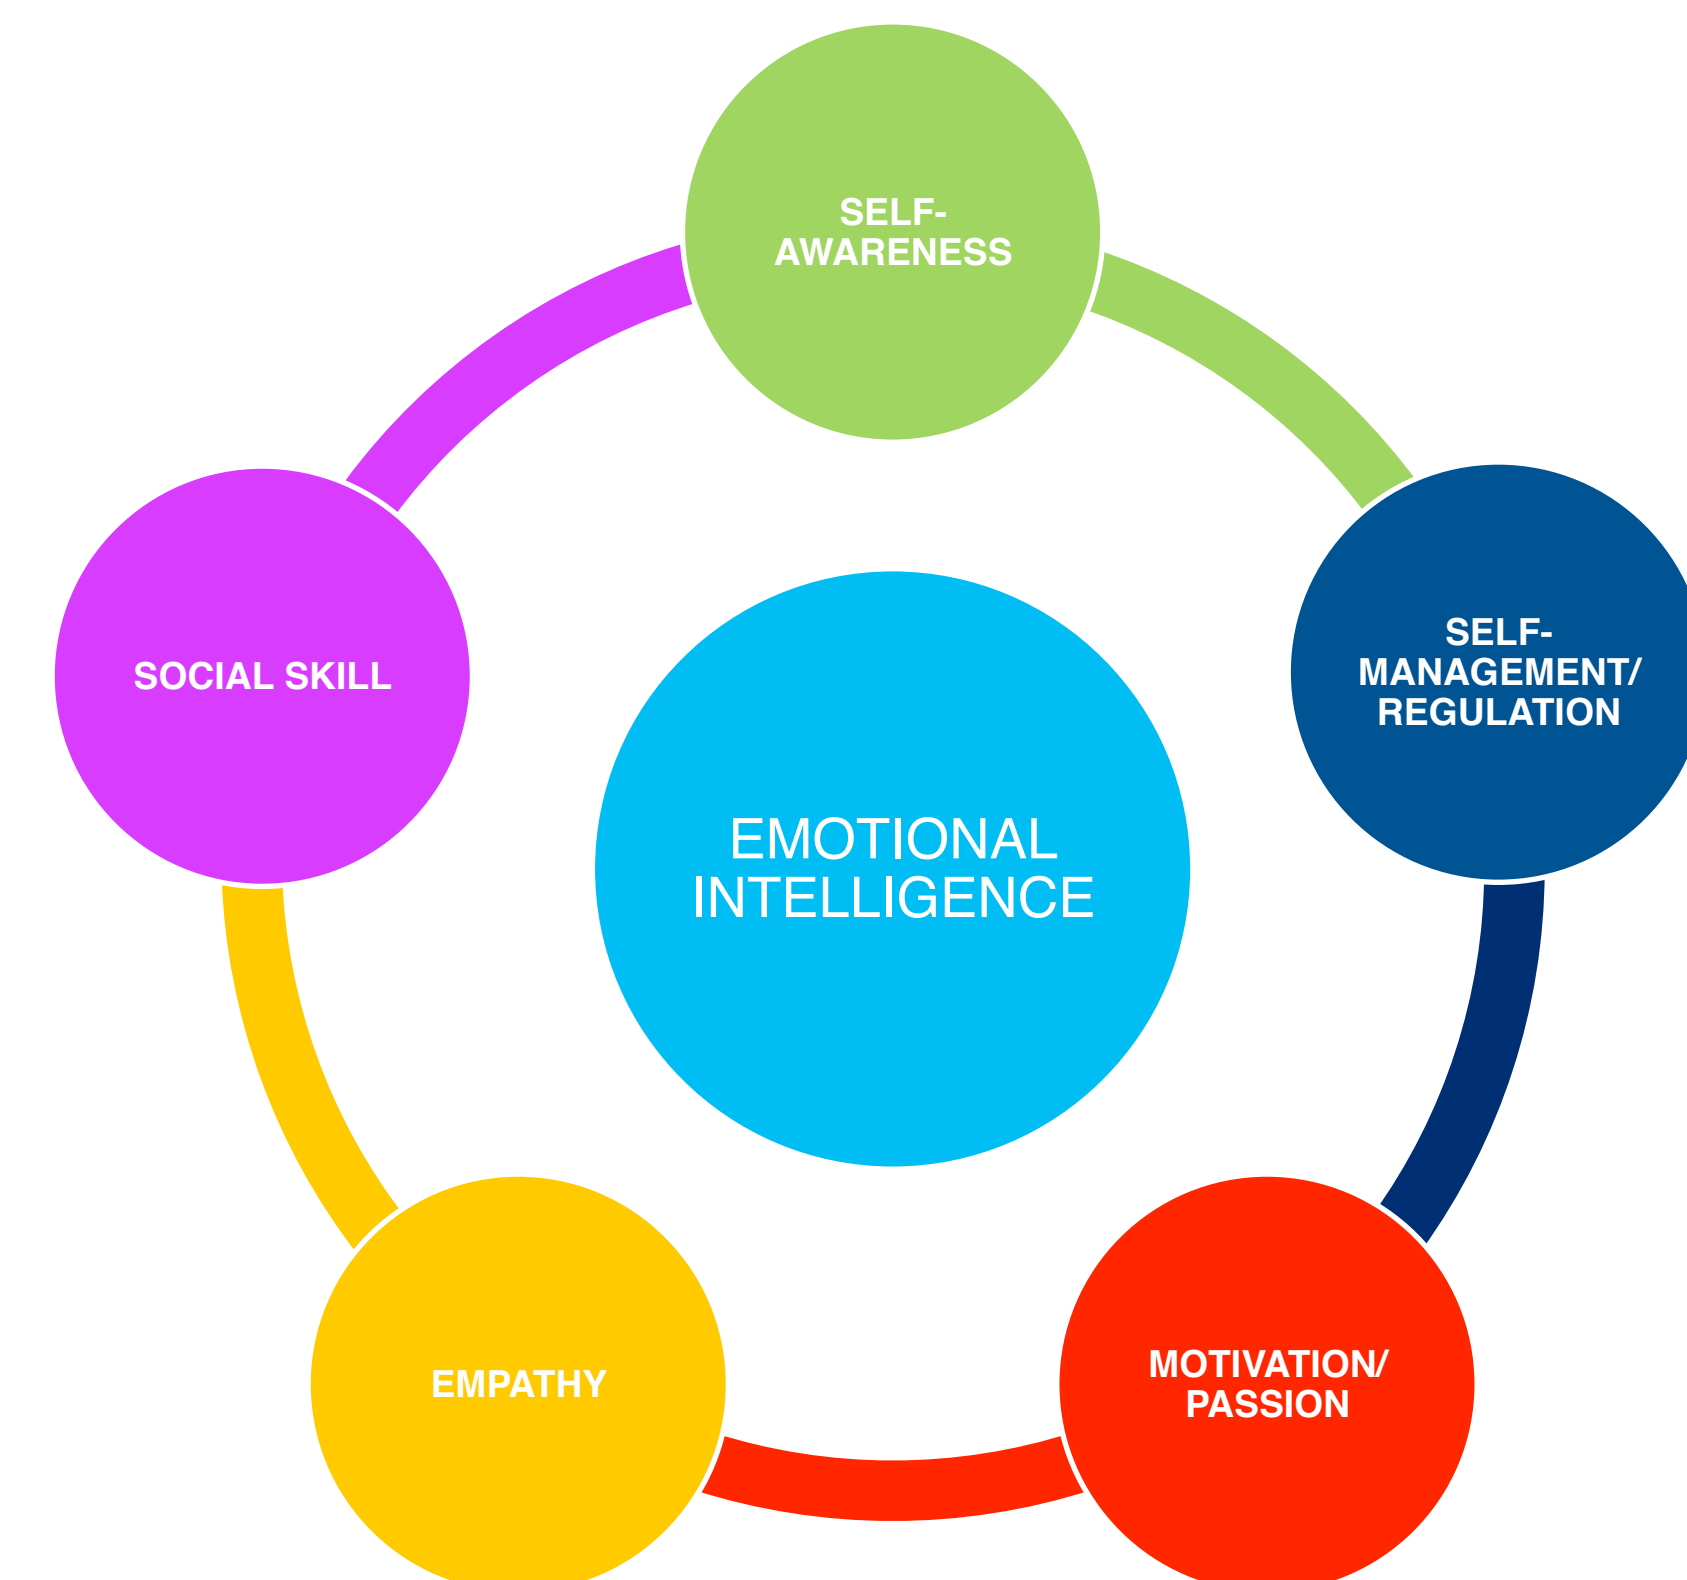 SELF-
AWARENESS
SELF-
MANAGEMENT/
REGULATION
SOCIAL SKILL
EMOTIONAL
INTELLIGENCE
EMPATHY
MOTIVATION/
PASSION